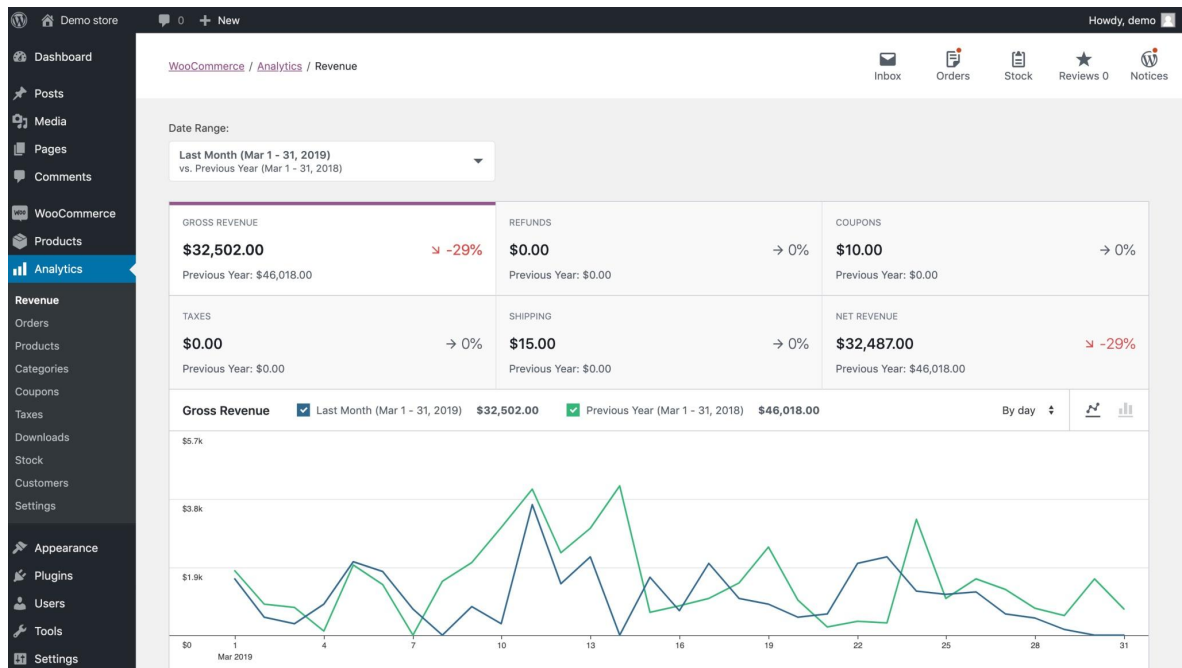 Demo store
0
New
Howdy, demo
Dashboard
Posts
Media
Pages
Comments
WooCommerce
Products
Analytics
Revenue
Orders
Products
Categories
Coupons
Taxes
Downloads
Stock
Customers
Settings
Appearance
Plugins
Users
Tools
Settings
WooCommerce / Analytics / Revenue
Inbox
Orders
Stock
Reviews 0
Notices
Date Range:
Last Month (Mar 1 - 31, 2019)
vs. Previous Year (Mar 1 - 31, 2018)
GROSS REVENUE
$32,502.00 -29%
Previous Year: $46,018.00
REFUNDS
$0.00 0%
Previous Year: $0.00
COUPONS
$10.00 0%
Previous Year: $0.00
TAXES
$0.00 0%
Previous Year: $0.00
SHIPPING
$15.00 0%
Previous Year: $0.00
NET REVENUE
$32,487.00 -29%
Previous Year: $46,018.00
Gross Revenue Last Month (Mar 1 - 31, 2019) $32,502.00 Previous Year (Mar 1 - 31, 2018) $46,018.00 By day
$5.7k
$3.8k
$1.9k
$0 1 4 7 10 13 16 19 22 25 28 31
Mar 2019